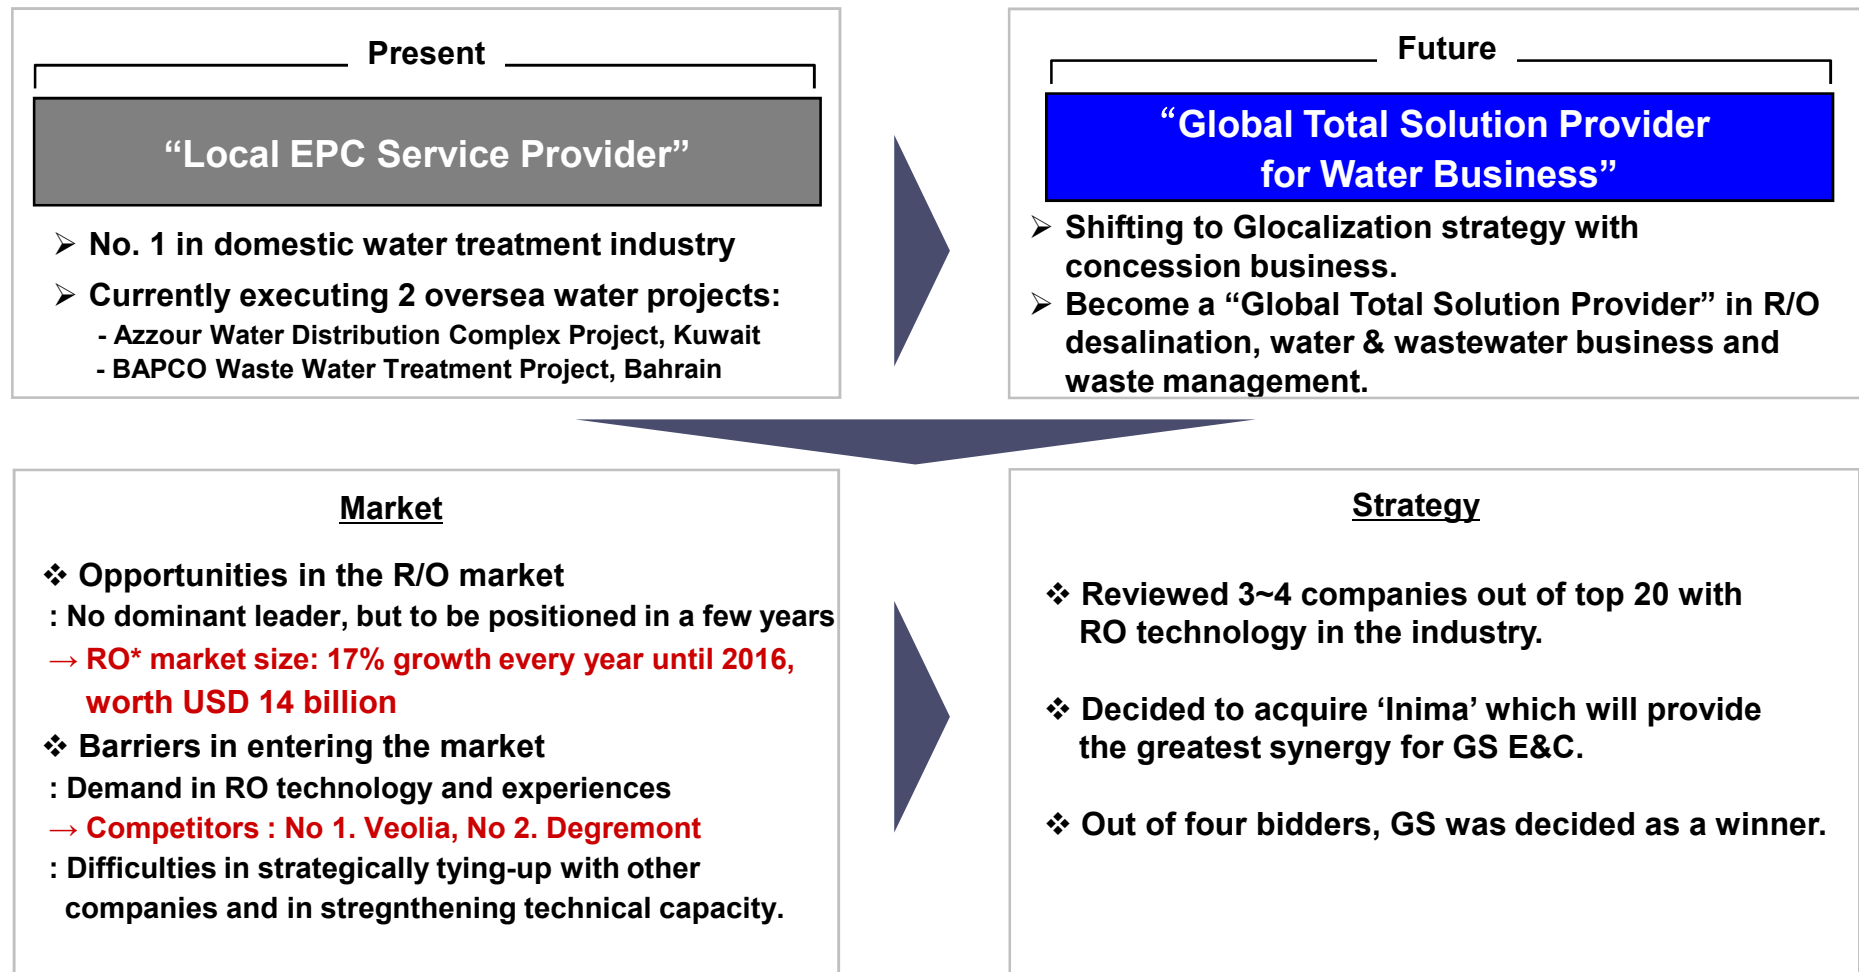 Present
“Local EPC Service Provider”
➢ No. 1 in domestic water treatment industry
➢ Currently executing 2 oversea water projects:
- Azzour Water Distribution Complex Project, Kuwait
- BAPCO Waste Water Treatment Project, Bahrain
Future
“Global Total Solution Provider
for Water Business”
➢ Shifting to Glocalization strategy with
concession business.
➢ Become a “Global Total Solution Provider” in R/O
desalination, water & wastewater business and
waste management.
Market
❖ Opportunities in the R/O market
: No dominant leader, but to be positioned in a few years
→ RO* market size: 17% growth every year until 2016,
worth USD 14 billion
❖ Barriers in entering the market
: Demand in RO technology and experiences
→ Competitors : No 1. Veolia, No 2. Degremont
: Difficulties in strategically tying-up with other
companies and in stregnthening technical capacity.
Strategy
❖ Reviewed 3~4 companies out of top 20 with
RO technology in the industry.
❖ Decided to acquire ‘Inima’ which will provide
the greatest synergy for GS E&C.
❖ Out of four bidders, GS was decided as a winner.